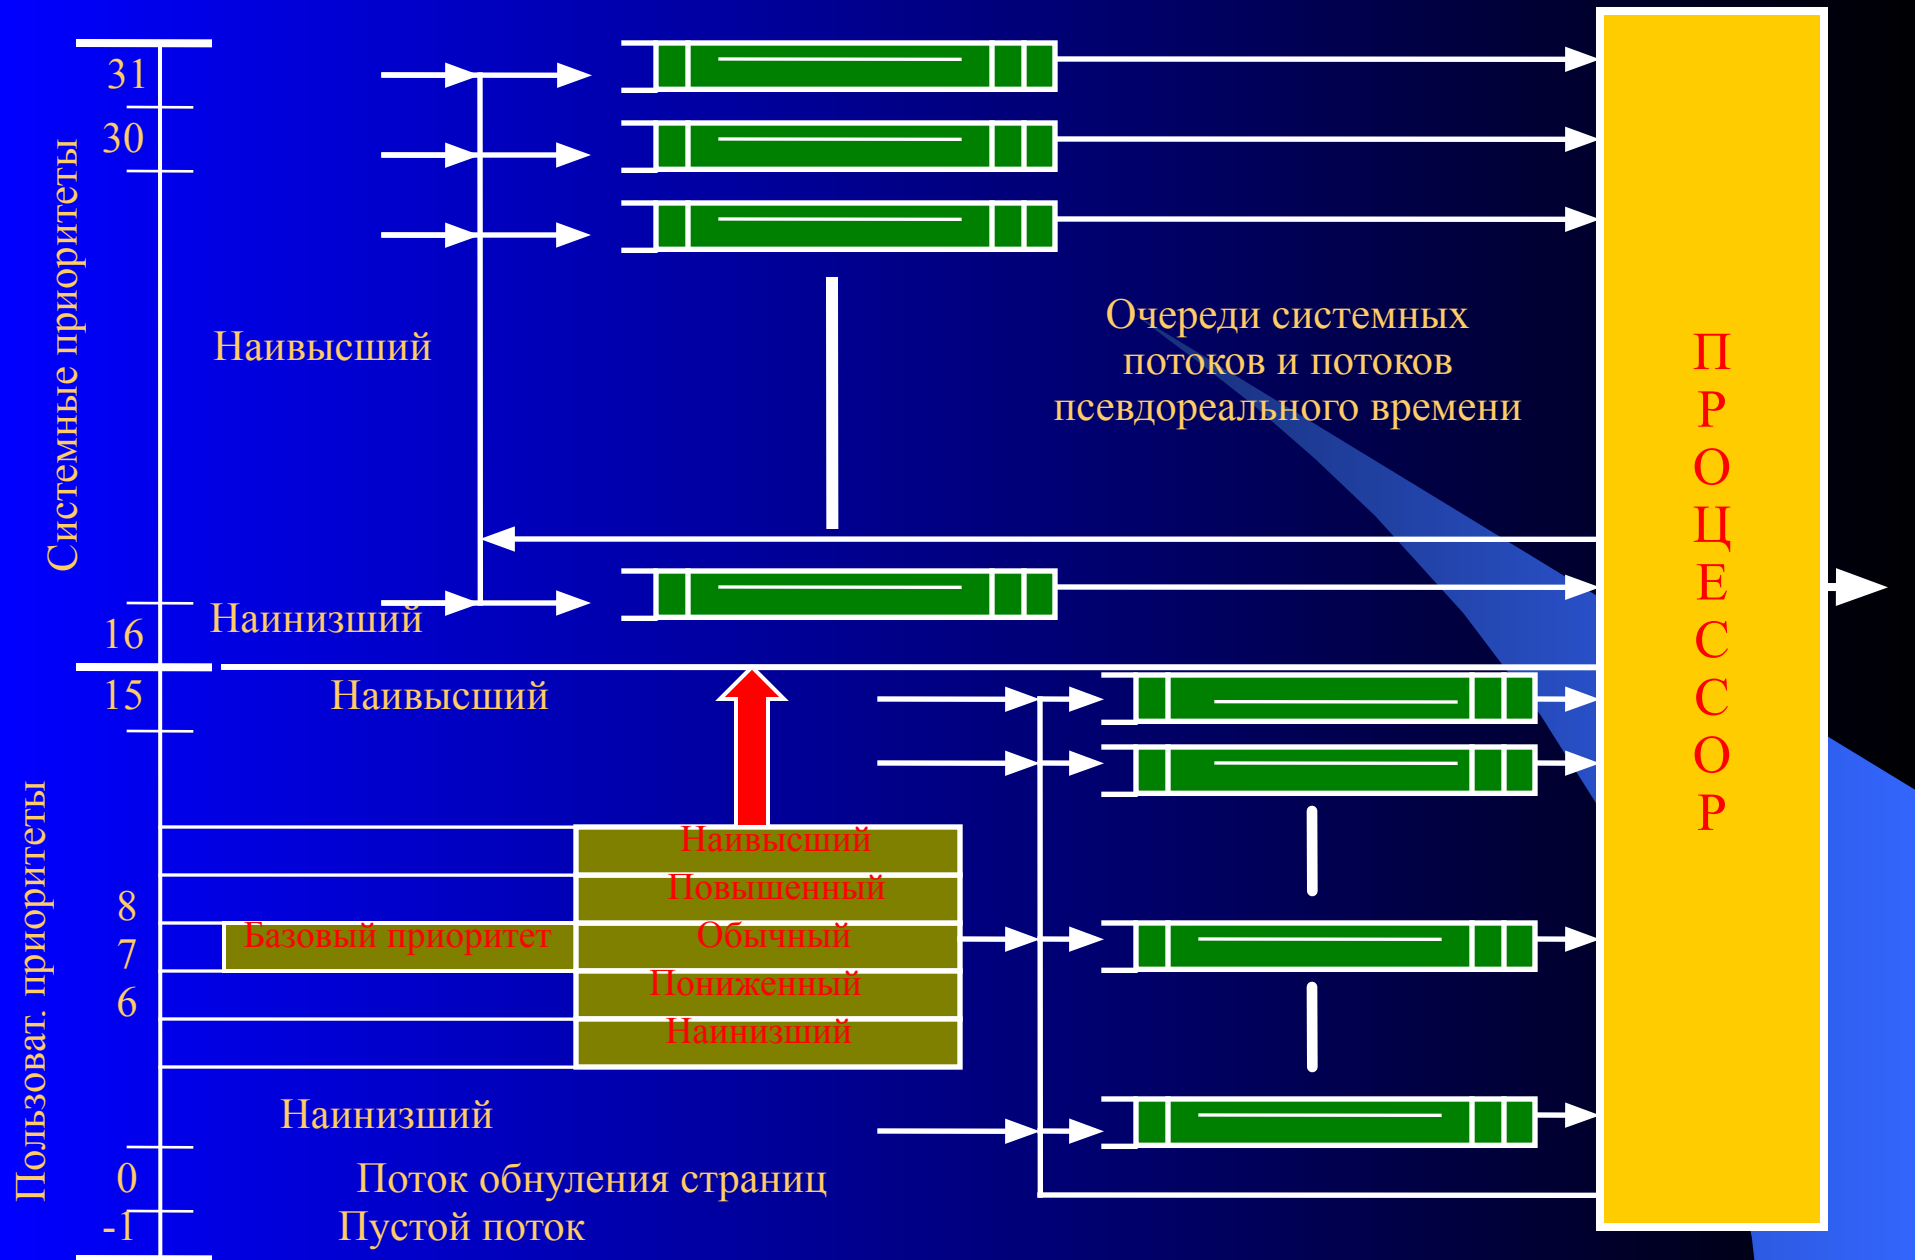 Системные приоритеты
31
30
Наивысший
Очереди системных
потоков и потоков
псевдореального времени
Наинизший
16
15
Наивысший
ПРОЦЕССОР
Пользоват. приоритеты
Наивысший
8
Повышенный
7
Базовый приоритет
Обычный
6
Пониженный
Наинизший
Наинизший
0
Поток обнуления страниц
-1
Пустой поток